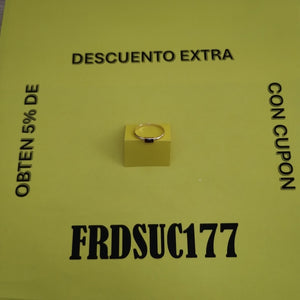 OBTEN 5% DE
DESCUENTO EXTRA
CON CUPON
FRDSUC177